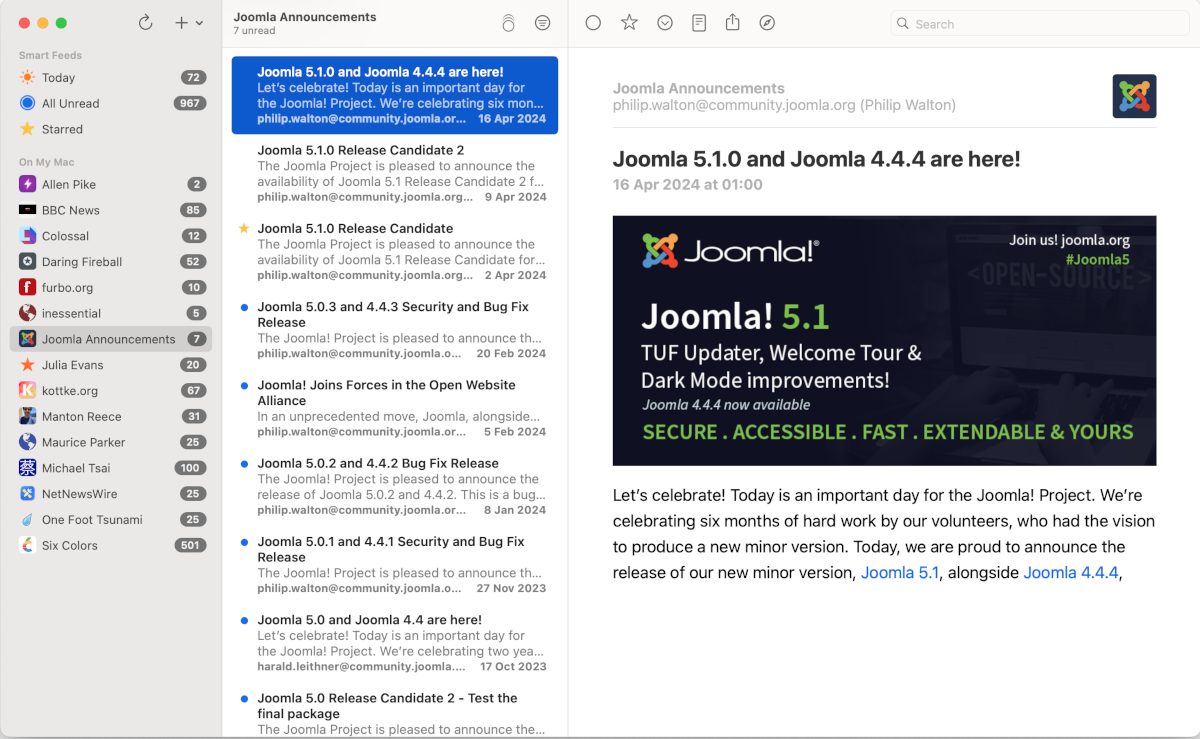 Smart Feeds
Today 72
All Unread 967
Starred
On My Mac
Allen Pike 2
BBC News 85
Colossal 12
Daring Fireball 52
furbo.org 10
inessential 5
Joomla Announcements 7
Julia Evans 20
kottke.org 67
Manton Reece 31
Maurice Parker 25
蔡 Michael Tsai 100
NetNewsWire 25
One Foot Tsunami 25
Six Colors 501
Joomla Announcements
7 unread
Joomla 5.1.0 and Joomla 4.4.4 are here!
Let’s celebrate! Today is an important day for
the Joomla! Project. We’re celebrating six mon...
philip.walton@community.joomla.or... 16 Apr 2024
Joomla 5.1.0 Release Candidate 2
The Joomla Project is pleased to announce the
availability of Joomla 5.1 Release Candidate 2 f...
philip.walton@community.joomla.org... 9 Apr 2024
Joomla 5.1.0 Release Candidate
The Joomla Project is pleased to announce the
availability of Joomla 5.1 Release Candidate for...
philip.walton@community.joomla.org... 2 Apr 2024
Joomla 5.0.3 and 4.4.3 Security and Bug Fix
Release
The Joomla! Project is pleased to announce th...
philip.walton@community.joomla.o... 20 Feb 2024
Joomla! Joins Forces in the Open Website
Alliance
In an unprecedented move, Joomla, alongside...
philip.walton@community.joomla.or... 5 Feb 2024
Joomla 5.0.2 and 4.4.2 Bug Fix Release
The Joomla! Project is pleased to announce the
release of Joomla 5.0.2 and 4.4.2. This is a bug...
philip.walton@community.joomla.or... 8 Jan 2024
Joomla 5.0.1 and 4.4.1 Security and Bug Fix
Release
The Joomla! Project is pleased to announce th...
philip.walton@community.joomla.o... 27 Nov 2023
Joomla 5.0 and Joomla 4.4 are here!
Let’s celebrate! Today is an important day for
the Joomla! Project. We’re celebrating two yea...
harald.leithner@community.joomla.... 17 Oct 2023
Joomla 5.0 Release Candidate 2 - Test the
final package
The Joomla Project is pleased to announce the...
Search
Joomla Announcements
philip.walton@community.joomla.org (Philip Walton)
Joomla 5.1.0 and Joomla 4.4.4 are here!
16 Apr 2024 at 01:00
Joomla!®
Join us! joomla.org
#Joomla5
<OPEN-SOURCE>
Joomla! 5.1
TUF Updater, Welcome Tour &
Dark Mode improvements!
Joomla 4.4.4 now available
SECURE . ACCESSIBLE . FAST . EXTENDABLE & YOURS
Let’s celebrate! Today is an important day for the Joomla! Project. We’re
celebrating six months of hard work by our volunteers, who had the vision
to produce a new minor version. Today, we are proud to announce the
release of our new minor version, Joomla 5.1, alongside Joomla 4.4.4,